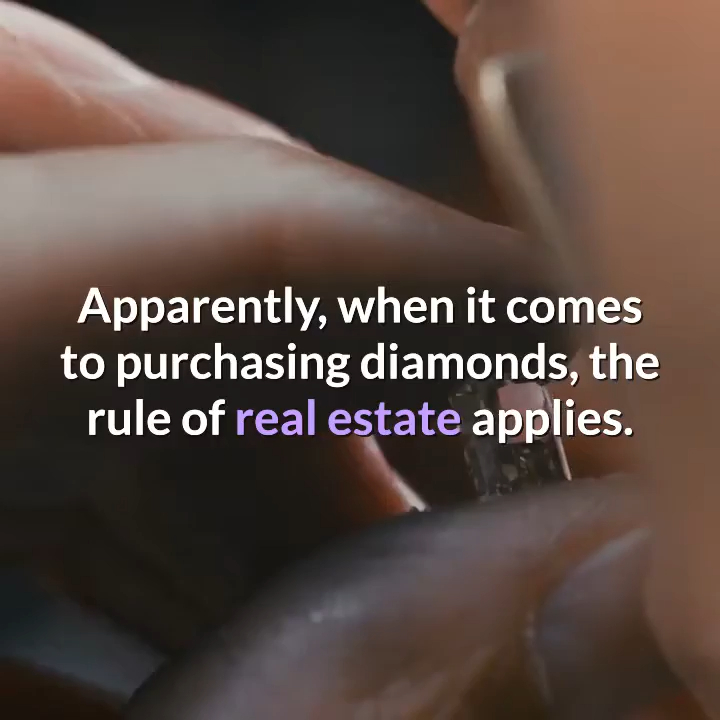 Apparently, when it comes
to purchasing diamonds, the
rule of real estate applies.